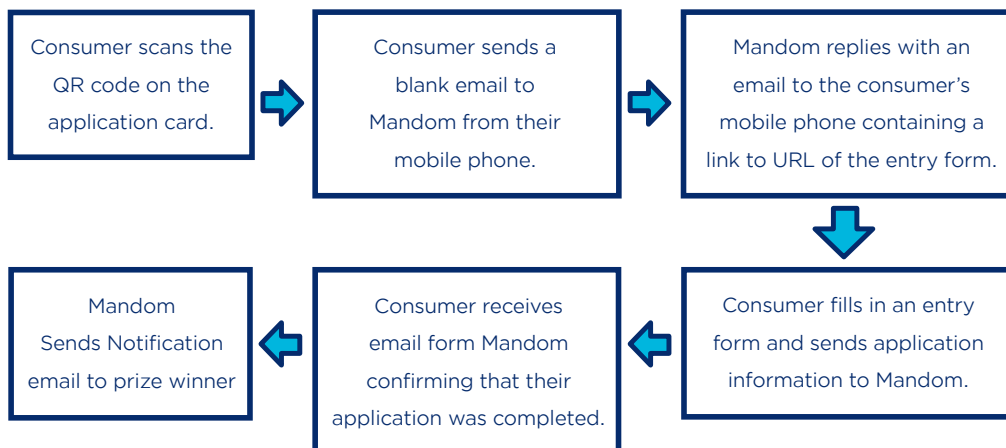 Consumer scans the
QR code on the
application card.
Consumer sends a
blank email to
Mandom from their
mobile phone.
Mandom replies with an
email to the consumer’s
mobile phone containing a
link to URL of the entry form.
Consumer fills in an entry
form and sends application
information to Mandom.
Consumer receives
email form Mandom
confirming that their
application was completed.
Mandom
Sends Notification
email to prize winner